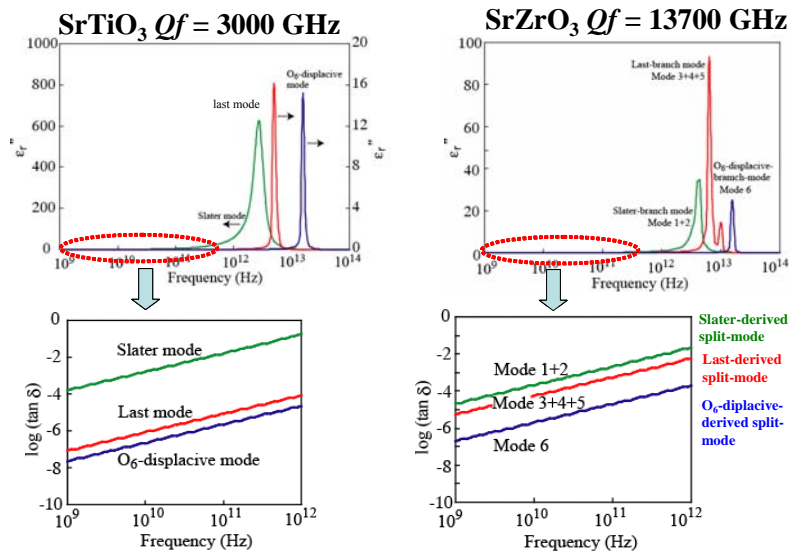 SrTiO3 Qf = 3000 GHz
1000
800
600
400
200
0
εr″
20
16
12
8
4
0
εr″
O6-displacive
mode
last mode
Slater mode
10^9
10^10
10^11
10^12
10^13
10^14
Frequency (Hz)
SrZrO3 Qf = 13700 GHz
100
80
60
40
20
0
εr″
Last-branch mode
Mode 3+4+5
O6-displacive-
branch-mode
Mode 6
Slater-branch mode
Mode 1+2
10^9
10^10
10^11
10^12
10^13
10^14
Frequency (Hz)
0
-2
-4
-6
-8
-10
log (tan δ)
Slater mode
Last mode
O6-displacive mode
10^9
10^10
10^11
10^12
Frequency (Hz)
0
-2
-4
-6
-8
-10
log (tan δ)
Mode 1+2
Mode 3+4+5
Mode 6
10^9
10^10
10^11
10^12
Frequency (Hz)
Slater-derived
split-mode
Last-derived
split-mode
O6-diplacive-
derived split-
mode